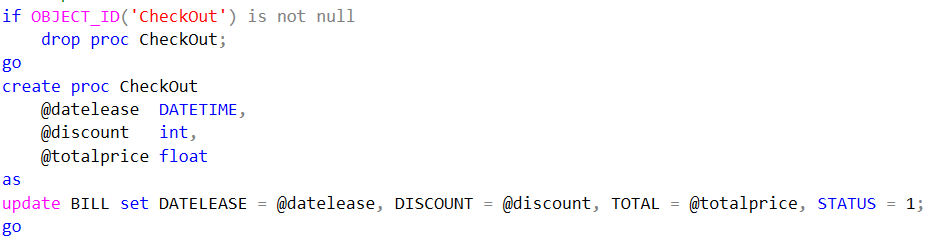 if OBJECT_ID('CheckOut') is not null
    drop proc CheckOut;
go
create proc CheckOut
    @datelease  DATETIME,
    @discount   int,
    @totalprice float
as
update BILL set DATELEASE = @datelease, DISCOUNT = @discount, TOTAL = @totalprice, STATUS = 1;
go